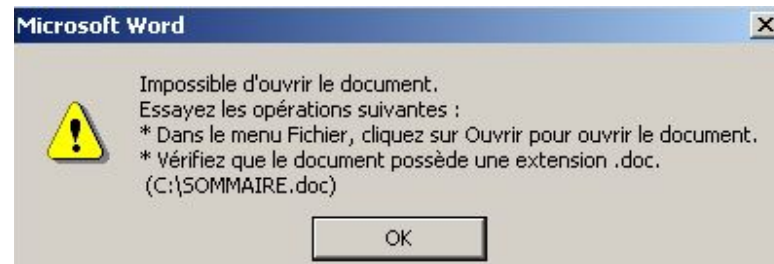 Microsoft Word
Impossible d'ouvrir le document.
Essayez les opérations suivantes :
* Dans le menu Fichier, cliquez sur Ouvrir pour ouvrir le document.
* Vérifiez que le document possède une extension .doc.
(C:\SOMMAIRE.doc)
OK